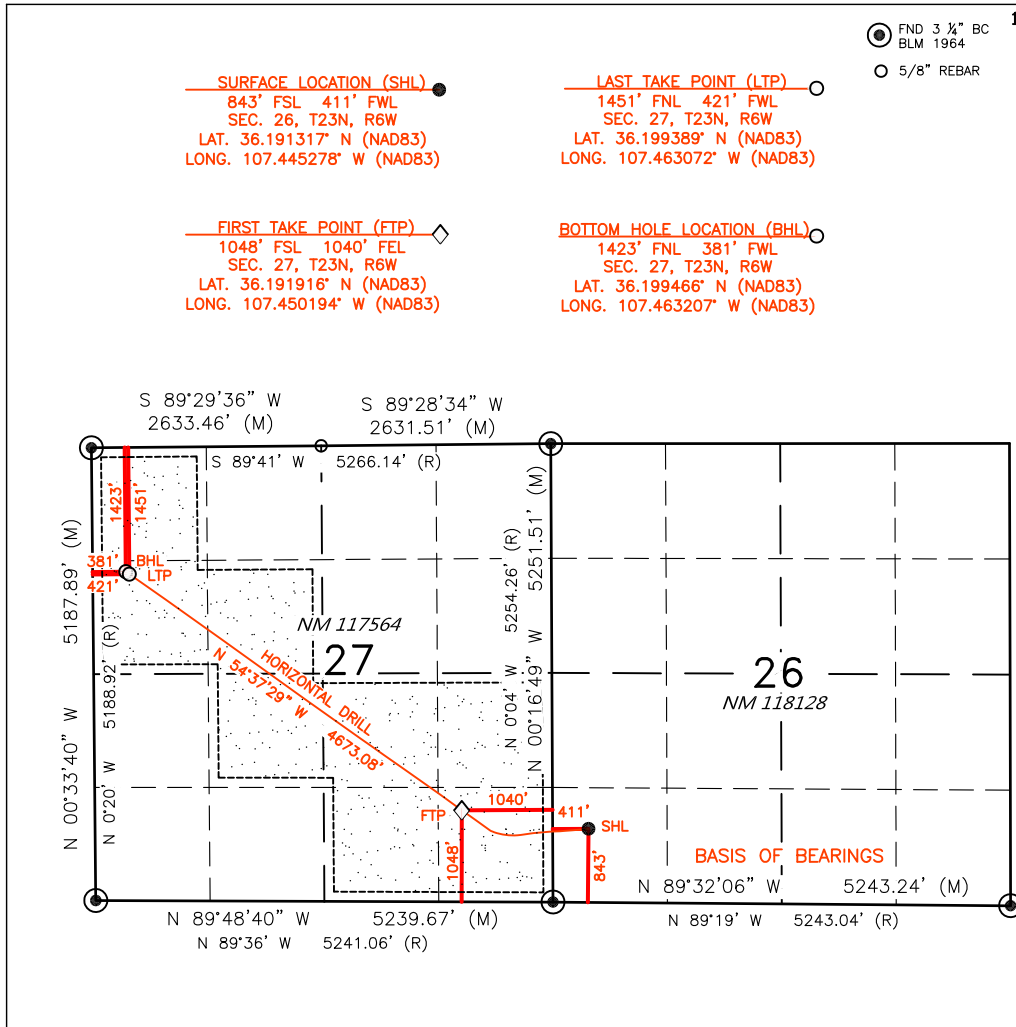 1
FND 3 ¼" BC
BLM 1964
5/8" REBAR
SURFACE LOCATION (SHL)
843' FSL 411' FWL
SEC. 26, T23N, R6W
LAT. 36.191317° N (NAD83)
LONG. 107.445278° W (NAD83)
LAST TAKE POINT (LTP)
1451' FNL 421' FWL
SEC. 27, T23N, R6W
LAT. 36.199389° N (NAD83)
LONG. 107.463072° W (NAD83)
FIRST TAKE POINT (FTP)
1048' FSL 1040' FEL
SEC. 27, T23N, R6W
LAT. 36.191916° N (NAD83)
LONG. 107.450194° W (NAD83)
BOTTOM HOLE LOCATION (BHL)
1423' FNL 381' FWL
SEC. 27, T23N, R6W
LAT. 36.199466° N (NAD83)
LONG. 107.463207° W (NAD83)
S 89°29'36" W
2633.46' (M)
S 89°28'34" W
2631.51' (M)
S 89°41' W 5266.14' (R)
1423'
1451'
381'
421'
BHL
LTP
N 00°33'40" W 5187.89' (M)
N 0°20' W 5188.92' (R)
NM 117564
27
HORIZONTAL DRILL
N 54°37'29" W 4673.08'
N 0°04' W 5254.26' (R)
N 00°16'49" W 5251.51' (M)
26
NM 118128
FTP
1040'
1048'
411'
SHL
843'
BASIS OF BEARINGS
N 89°32'06" W 5243.24' (M)
N 89°19' W 5243.04' (R)
N 89°48'40" W 5239.67' (M)
N 89°36' W 5241.06' (R)